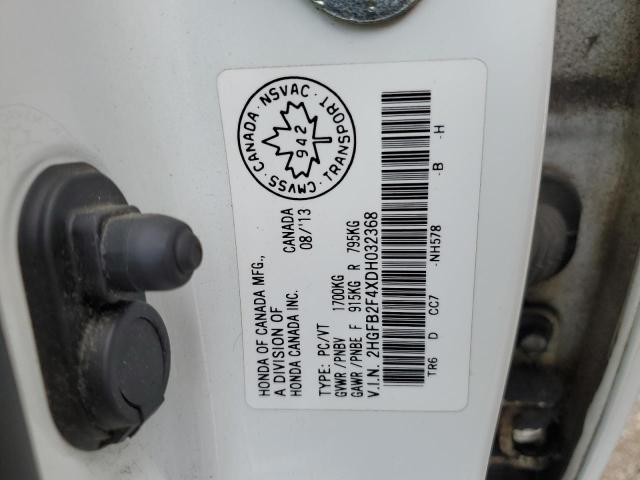 CMVSS · CANADA · NSVAC · TRANSPORT ·
942
HONDA OF CANADA MFG., CANADA
A DIVISION OF 08/'13
HONDA CANADA INC.
TYPE: PC/VT
GVWR/PNBV 1700KG
GAWR/PNBE F 915KG R 795KG
V.I.N. 2HGFB2F4XDH032368
TR6 D CC7 -NH578 -B -H